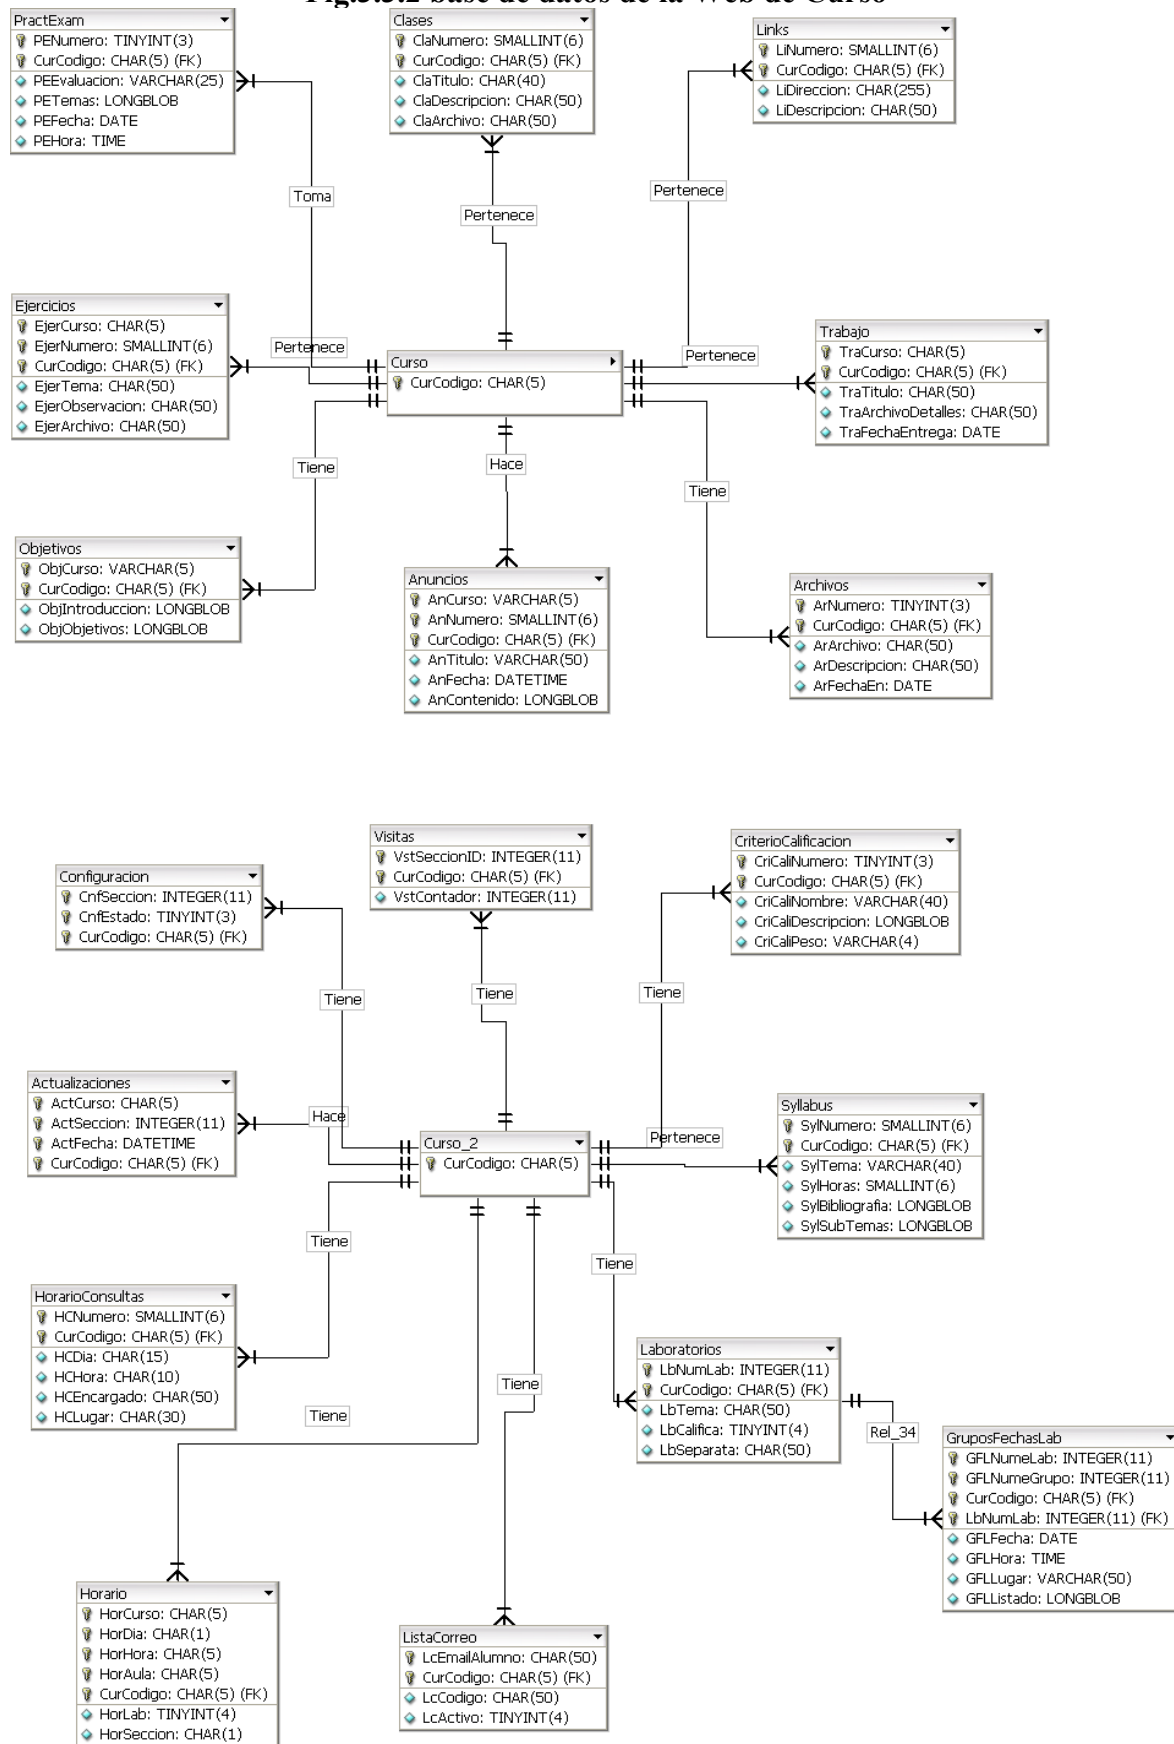 Fig.3.3.2 base de datos de la Web de Curso
PractExam
PENumero: TINYINT(3)
CurCodigo: CHAR(5) (FK)
PEEvaluacion: VARCHAR(25)
PETemas: LONGBLOB
PEFecha: DATE
PEHora: TIME
Clases
ClaNumero: SMALLINT(6)
CurCodigo: CHAR(5) (FK)
ClaTitulo: CHAR(40)
ClaDescripcion: CHAR(50)
ClaArchivo: CHAR(50)
Links
LiNumero: SMALLINT(6)
CurCodigo: CHAR(5) (FK)
LiDireccion: CHAR(255)
LiDescripcion: CHAR(50)
Toma
Pertenece
Pertenece
Ejercicios
EjerCurso: CHAR(5)
EjerNumero: SMALLINT(6)
CurCodigo: CHAR(5) (FK)
EjerTema: CHAR(50)
EjerObservacion: CHAR(50)
EjerArchivo: CHAR(50)
Pertenece
Curso
CurCodigo: CHAR(5)
Pertenece
Trabajo
TraCurso: CHAR(5)
CurCodigo: CHAR(5) (FK)
TraTitulo: CHAR(50)
TraArchivoDetalles: CHAR(50)
TraFechaEntrega: DATE
Tiene
Hace
Tiene
Objetivos
ObjCurso: VARCHAR(5)
CurCodigo: CHAR(5) (FK)
ObjIntroduccion: LONGBLOB
ObjObjetivos: LONGBLOB
Anuncios
AnCurso: VARCHAR(5)
AnNumero: SMALLINT(6)
CurCodigo: CHAR(5) (FK)
AnTitulo: VARCHAR(50)
AnFecha: DATETIME
AnContenido: LONGBLOB
Archivos
ArNumero: TINYINT(3)
CurCodigo: CHAR(5) (FK)
ArArchivo: CHAR(50)
ArDescripcion: CHAR(50)
ArFechaEn: DATE
Configuracion
CnfSeccion: INTEGER(11)
CnfEstado: TINYINT(3)
CurCodigo: CHAR(5) (FK)
Visitas
VstSeccionID: INTEGER(11)
CurCodigo: CHAR(5) (FK)
VstContador: INTEGER(11)
CriterioCalificacion
CriCaliNumero: TINYINT(3)
CurCodigo: CHAR(5) (FK)
CriCaliNombre: VARCHAR(40)
CriCaliDescripcion: LONGBLOB
CriCaliPeso: VARCHAR(4)
Tiene
Tiene
Tiene
Actualizaciones
ActCurso: CHAR(5)
ActSeccion: INTEGER(11)
ActFecha: DATETIME
CurCodigo: CHAR(5) (FK)
Hace
Curso_2
CurCodigo: CHAR(5)
Pertenece
Syllabus
SylNumero: SMALLINT(6)
CurCodigo: CHAR(5) (FK)
SylTema: VARCHAR(40)
SylHoras: SMALLINT(6)
SylBibliografia: LONGBLOB
SylSubTemas: LONGBLOB
Tiene
Tiene
HorarioConsultas
HCNumero: SMALLINT(6)
CurCodigo: CHAR(5) (FK)
HCDia: CHAR(15)
HCHora: CHAR(10)
HCEncargado: CHAR(50)
HCLugar: CHAR(30)
Tiene
Tiene
Laboratorios
LbNumLab: INTEGER(11)
CurCodigo: CHAR(5) (FK)
LbTema: CHAR(50)
LbCalifica: TINYINT(4)
LbSeparata: CHAR(50)
Rel_34
GruposFechasLab
GFLNumeLab: INTEGER(11)
GFLNumeGrupo: INTEGER(11)
CurCodigo: CHAR(5) (FK)
LbNumLab: INTEGER(11) (FK)
GFLFecha: DATE
GFLHora: TIME
GFLLugar: VARCHAR(50)
GFLListado: LONGBLOB
Horario
HorCurso: CHAR(5)
HorDia: CHAR(1)
HorHora: CHAR(5)
HorAula: CHAR(5)
CurCodigo: CHAR(5) (FK)
HorLab: TINYINT(4)
HorSeccion: CHAR(1)
ListaCorreo
LcEmailAlumno: CHAR(50)
CurCodigo: CHAR(5) (FK)
LcCodigo: CHAR(50)
LcActivo: TINYINT(4)